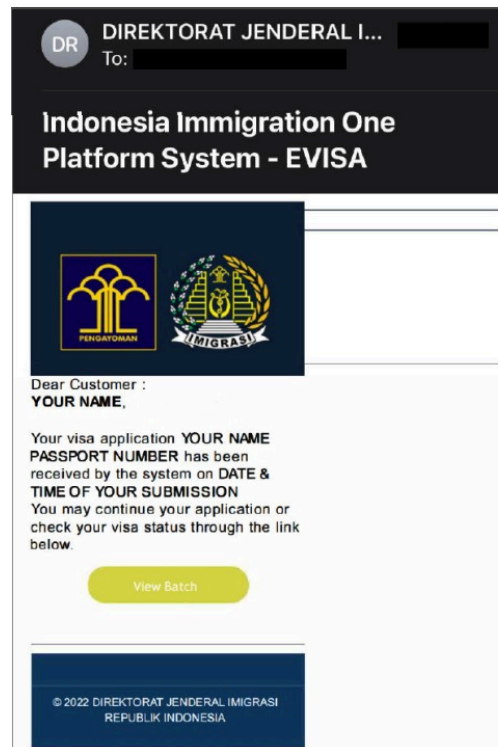 DR
DIREKTORAT JENDERAL I...
To:
Indonesia Immigration One
Platform System - EVISA
PENGAYOMAN
IMIGRASI
Dear Customer :
YOUR NAME,
Your visa application YOUR NAME
PASSPORT NUMBER has been
received by the system on DATE &
TIME OF YOUR SUBMISSION
You may continue your application or
check your visa status through the link
below.
View Batch
© 2022 DIREKTORAT JENDERAL IMIGRASI
REPUBLIK INDONESIA